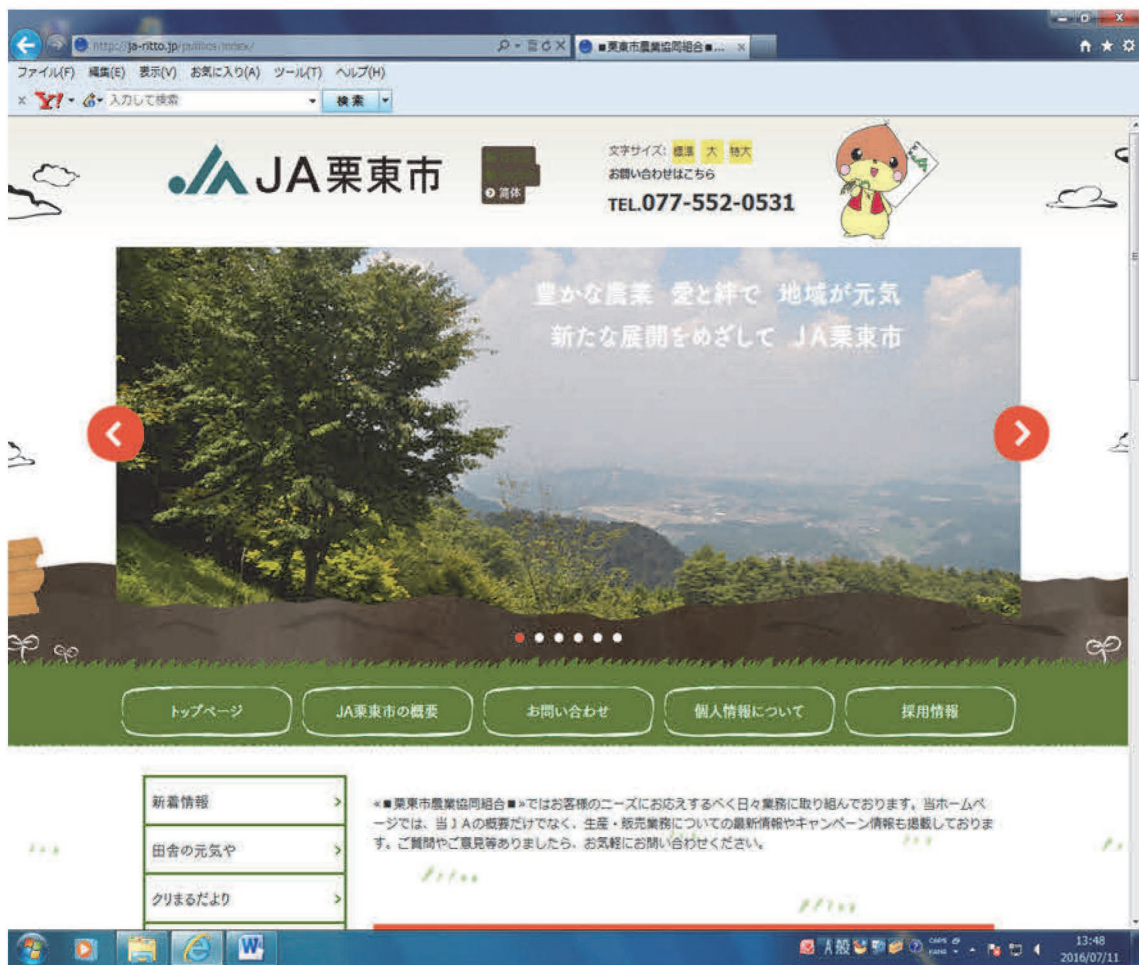 http://ja-ritto.jp/
■栗東市農業協同組合■...
ファイル(F) 編集(E) 表示(V) お気に入り(A) ツール(T) ヘルプ(H)
入力して検索 検索
JA栗東市
简体
文字サイズ: 標準 大 特大
お問い合わせはこちら
TEL.077-552-0531
豊かな農業 愛と絆で 地域が元気
新たな展開をめざして JA栗東市
トップページ JA栗東市の概要 お問い合わせ 個人情報について 採用情報
新着情報
田舎の元気や
クリまるだより
≪■栗東市農業協同組合■≫ではお客様のニーズにお応えするべく日々業務に取り組んでおります。当ホームペ
ージでは、当ＪＡの概要だけでなく、生産・販売業務についての最新情報やキャンペーン情報も掲載しておりま
す。ご質問やご意見等ありましたら、お気軽にお問い合わせください。
A 般 CAPS KANA
13:48
2016/07/11